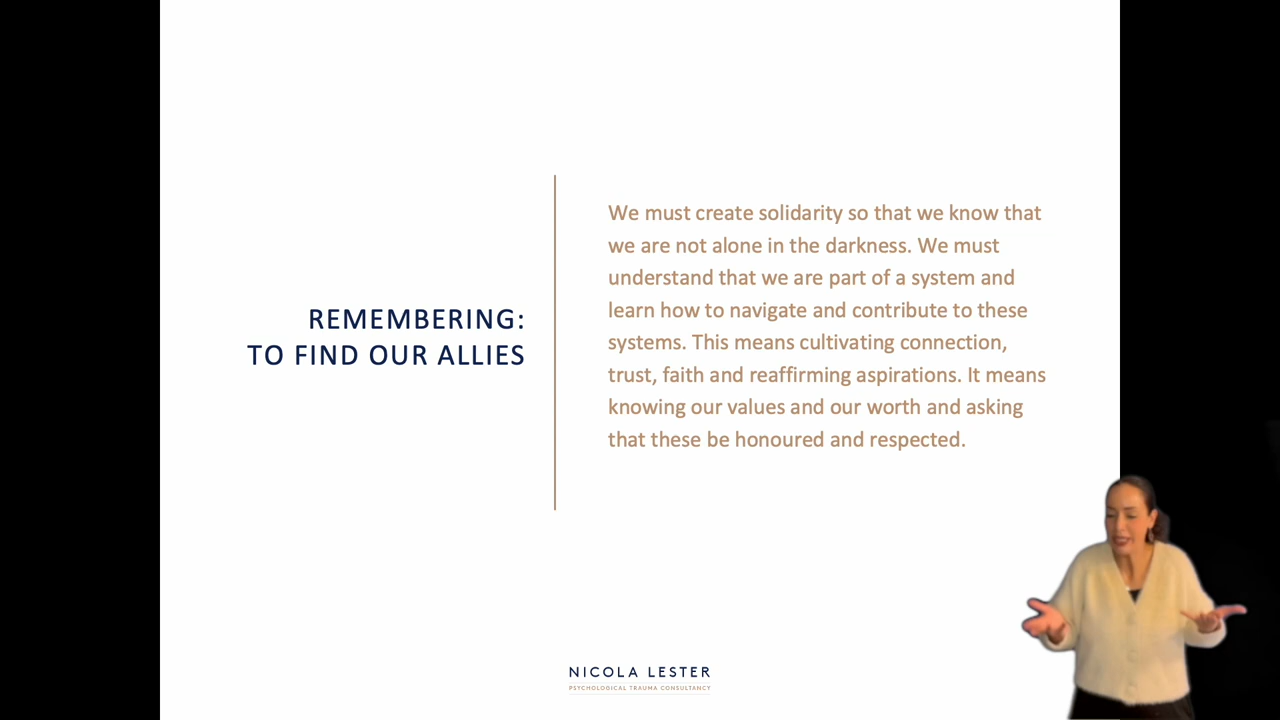 REMEMBERING:
TO FIND OUR ALLIES
We must create solidarity so that we know that
we are not alone in the darkness. We must
understand that we are part of a system and
learn how to navigate and contribute to these
systems. This means cultivating connection,
trust, faith and reaffirming aspirations. It means
knowing our values and our worth and asking
that these be honoured and respected.
NICOLA LESTER
PSYCHOLOGICAL TRAUMA CONSULTANCY